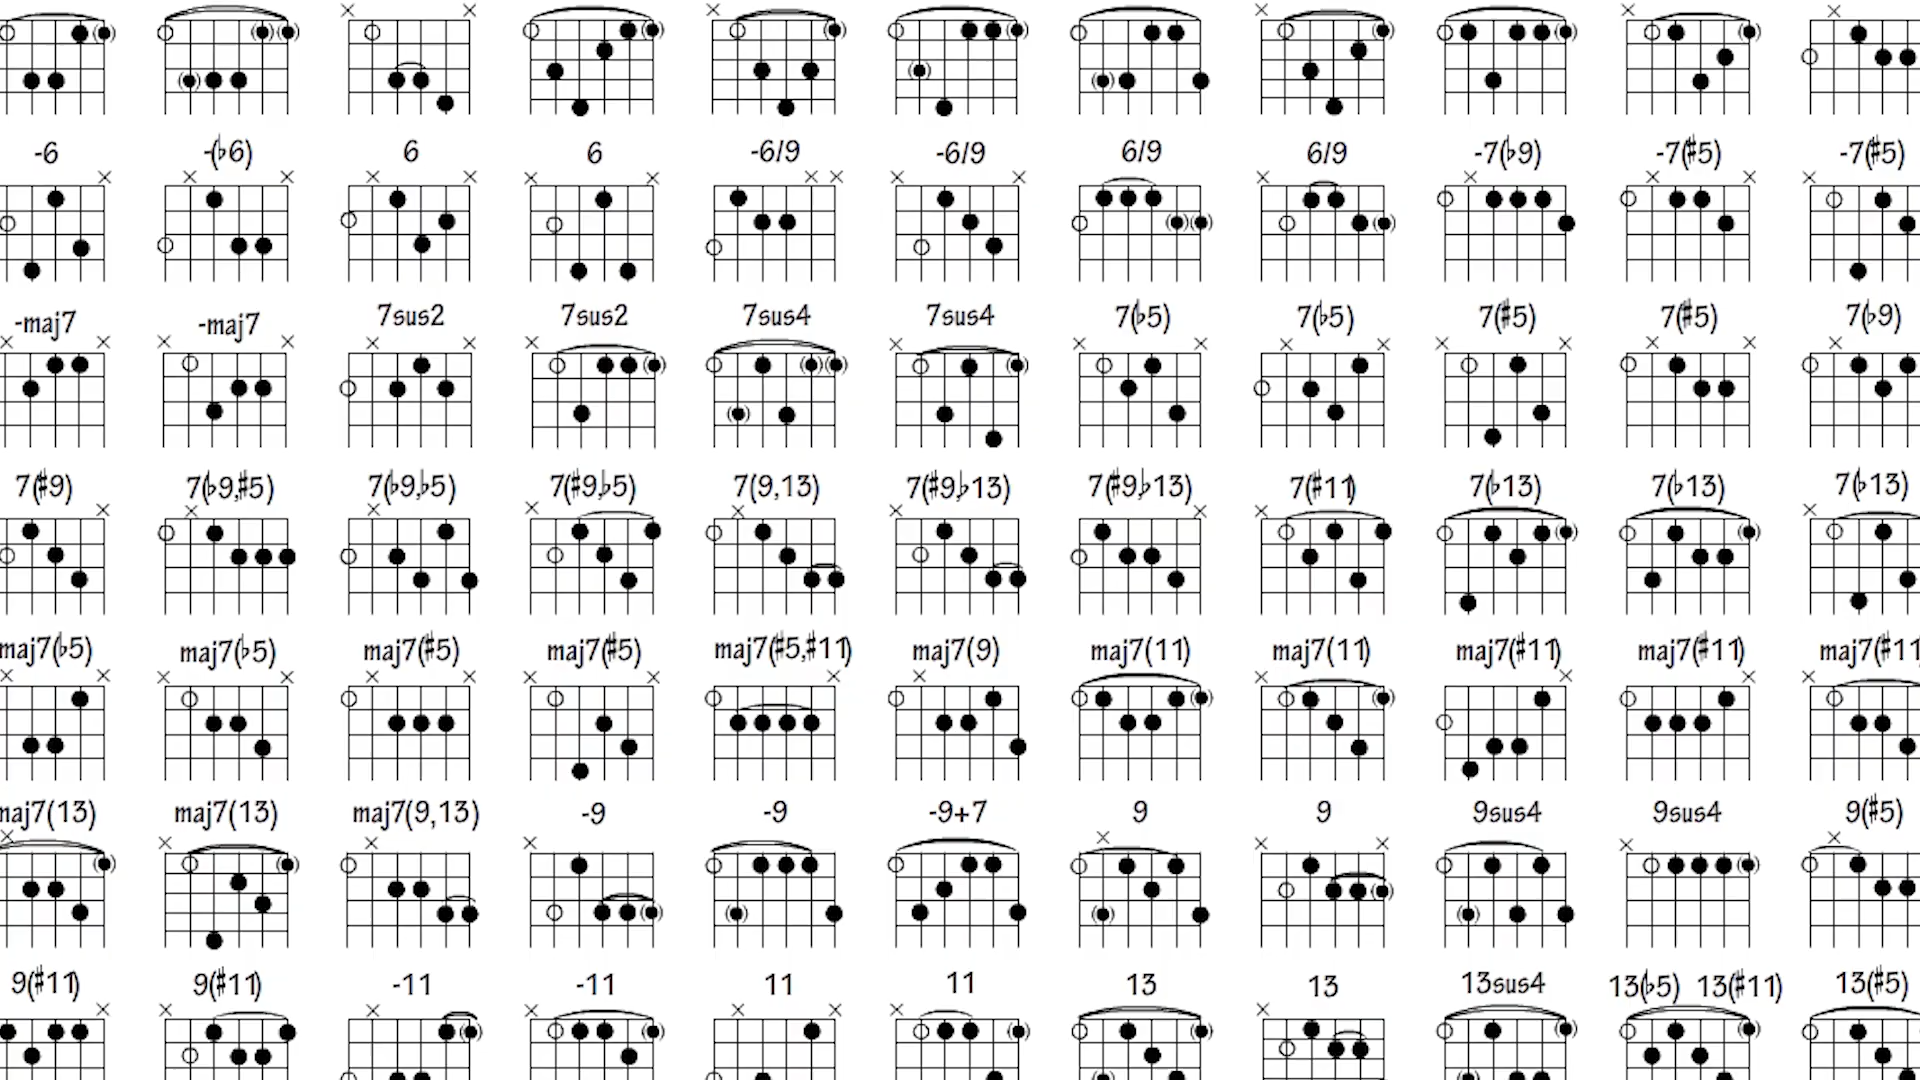 -6 -(♭6) 6 6 -6/9 -6/9 6/9 6/9 -7(♭9) -7(♯5) -7(♯5)
-maj7 -maj7 7sus2 7sus2 7sus4 7sus4 7(♭5) 7(♭5) 7(♯5) 7(♯5) 7(♭9)
7(♯9) 7(♭9,♯5) 7(♭9,♭5) 7(♯9,♭5) 7(9,13) 7(♯9,♭13) 7(♯9,♭13) 7(♯11) 7(♭13) 7(♭13) 7(♭13)
maj7(♭5) maj7(♭5) maj7(♯5) maj7(♯5) maj7(♯5,♯11) maj7(9) maj7(11) maj7(11) maj7(♯11) maj7(♯11) maj7(♯11
maj7(13) maj7(13) maj7(9,13) -9 -9 -9+7 9 9 9sus4 9sus4 9(♯5)
9(♯11) 9(♯11) -11 -11 11 11 13 13 13sus4 13(♭5) 13(♯11) 13(♯5)